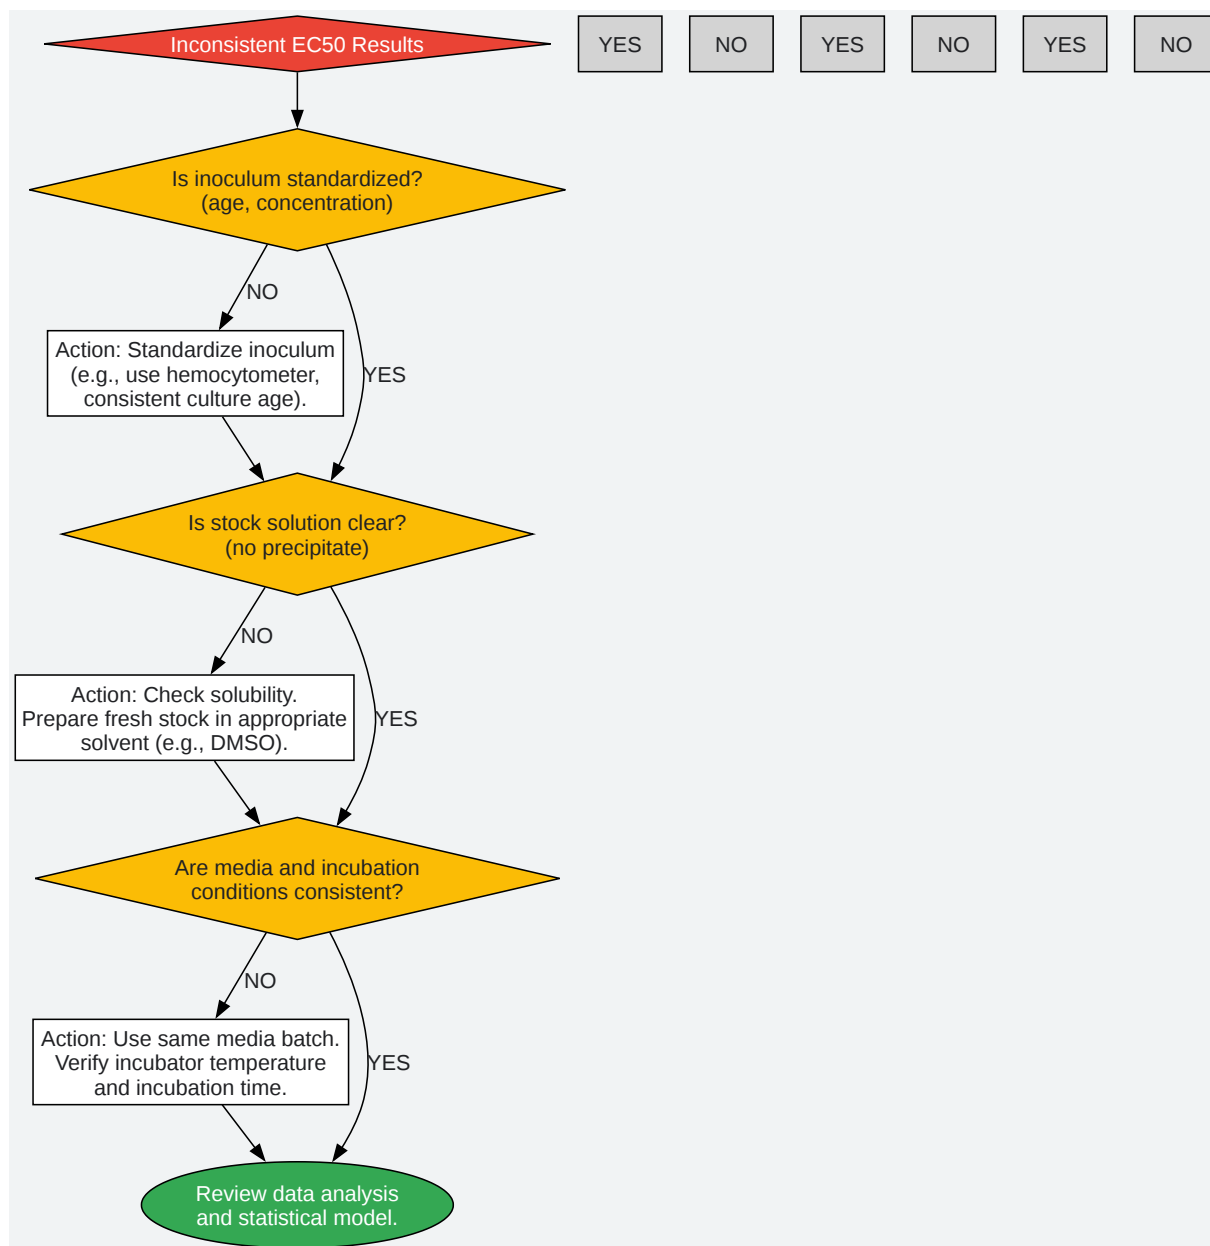 Inconsistent EC50 Results
YES
NO
YES
NO
YES
NO
Is inoculum standardized?
(age, concentration)
NO
Action: Standardize inoculum
(e.g., use hemocytometer,
consistent culture age).
YES
Is stock solution clear?
(no precipitate)
NO
Action: Check solubility.
Prepare fresh stock in appropriate
solvent (e.g., DMSO).
YES
Are media and incubation
conditions consistent?
NO
Action: Use same media batch.
Verify incubator temperature
and incubation time.
YES
Review data analysis
and statistical model.